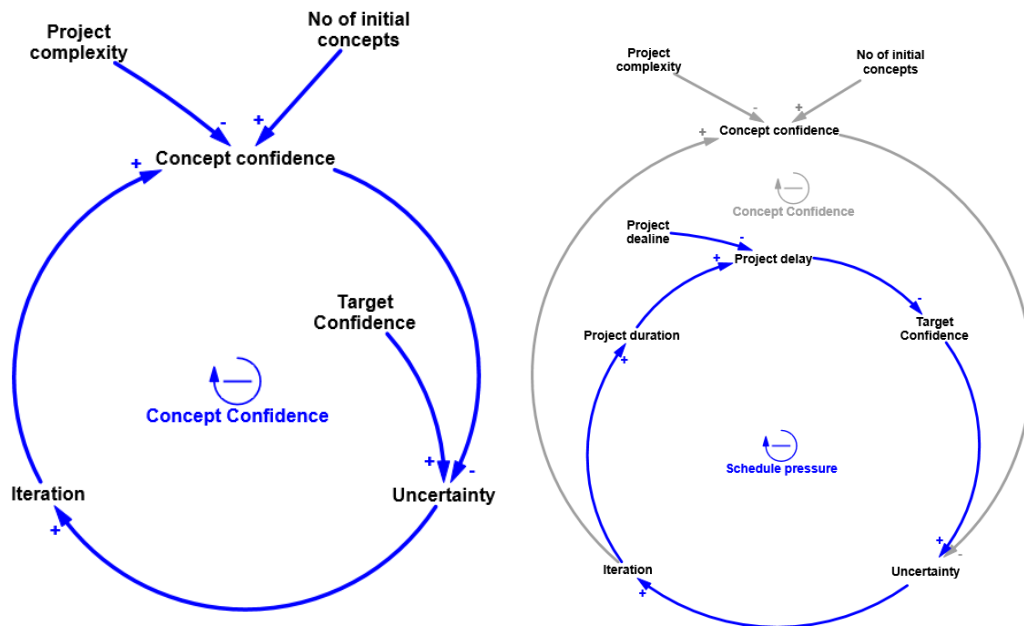 Project
complexity
No of initial
concepts
-
+
Concept confidence
+
Target
Confidence
Concept Confidence
+
-
Iteration
Uncertainty
+
Project
complexity
No of initial
concepts
-
+
+
Concept confidence
Concept Confidence
Project
dealine
-
+
Project delay
-
Target
Confidence
Project duration
+
Schedule pressure
+
-
Iteration
Uncertainty
+